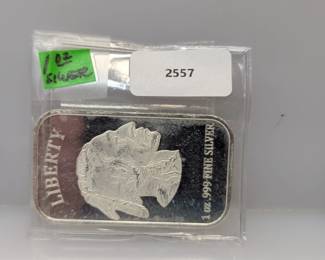 1 OZ
SILVER
2557
LIBERTY
1 oz .999 FINE SILVER